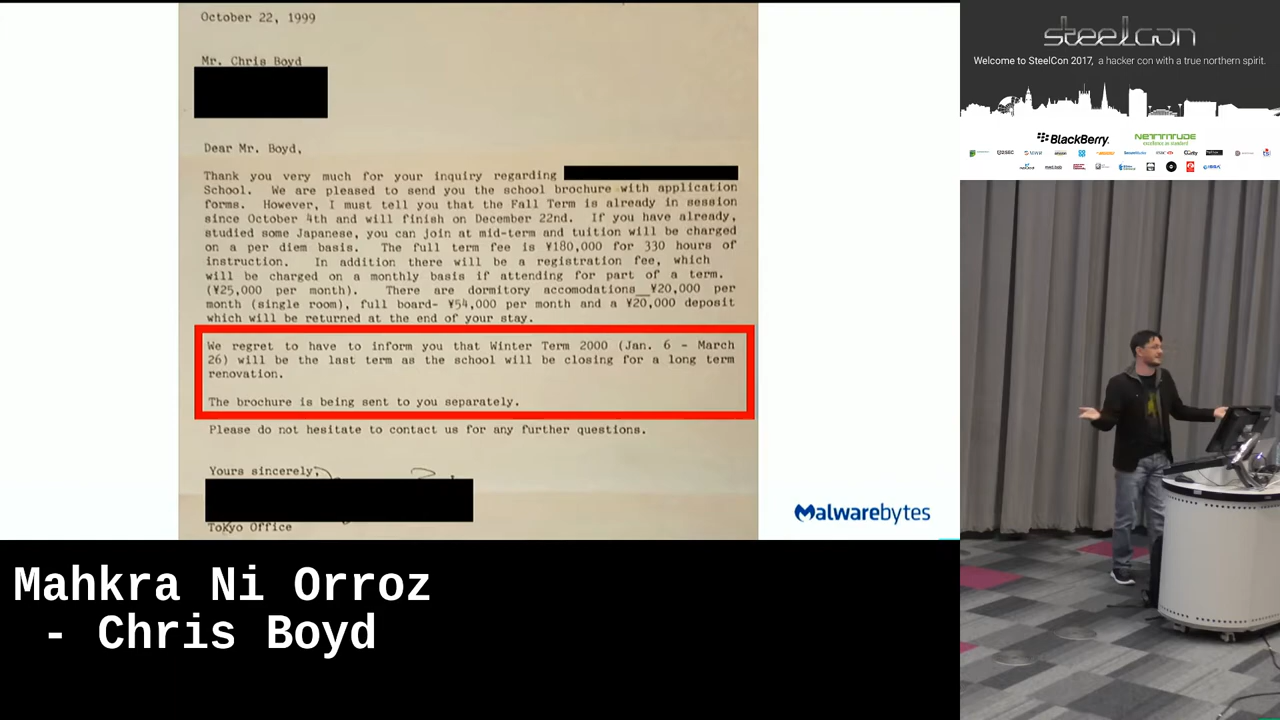 October 22, 1999
Mr. Chris Boyd
Dear Mr. Boyd,
Thank you very much for your inquiry regarding
School. We are pleased to send you the school brochure with application
forms. However, I must tell you that the Fall Term is already in session
since October 4th and will finish on December 22nd. If you have already,
studied some Japanese, you can join at mid-term and tuition will be charged
on a per diem basis. The full term fee is ¥180,000 for 330 hours of
instruction. In addition there will be a registration fee, which
will be charged on a monthly basis if attending for part of a term.
(¥25,000 per month). There are dormitory accomodations ¥20,000 per
month (single room), full board- ¥54,000 per month and a ¥20,000 deposit
which will be returned at the end of your stay.
We regret to have to inform you that Winter Term 2000 (Jan. 6 - March
26) will be the last term as the school will be closing for a long term
renovation.
The brochure is being sent to you separately.
Please do not hesitate to contact us for any further questions.
Yours sincerely,
Tokyo Office
Malwarebytes
Mahkra Ni Orroz
- Chris Boyd
steelcon
Welcome to SteelCon 2017, a hacker con with a true northern spirit.
BlackBerry
NETTITUDE